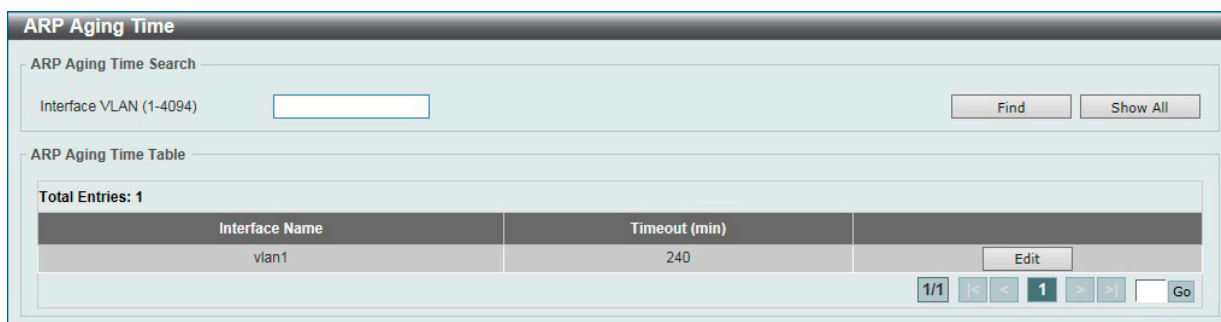 ARP Aging Time
ARP Aging Time Search
Interface VLAN (1-4094) Find Show All
ARP Aging Time Table
Total Entries: 1
Interface Name Timeout (min)
vlan1 240 Edit
1/1 |< < 1 > >| Go